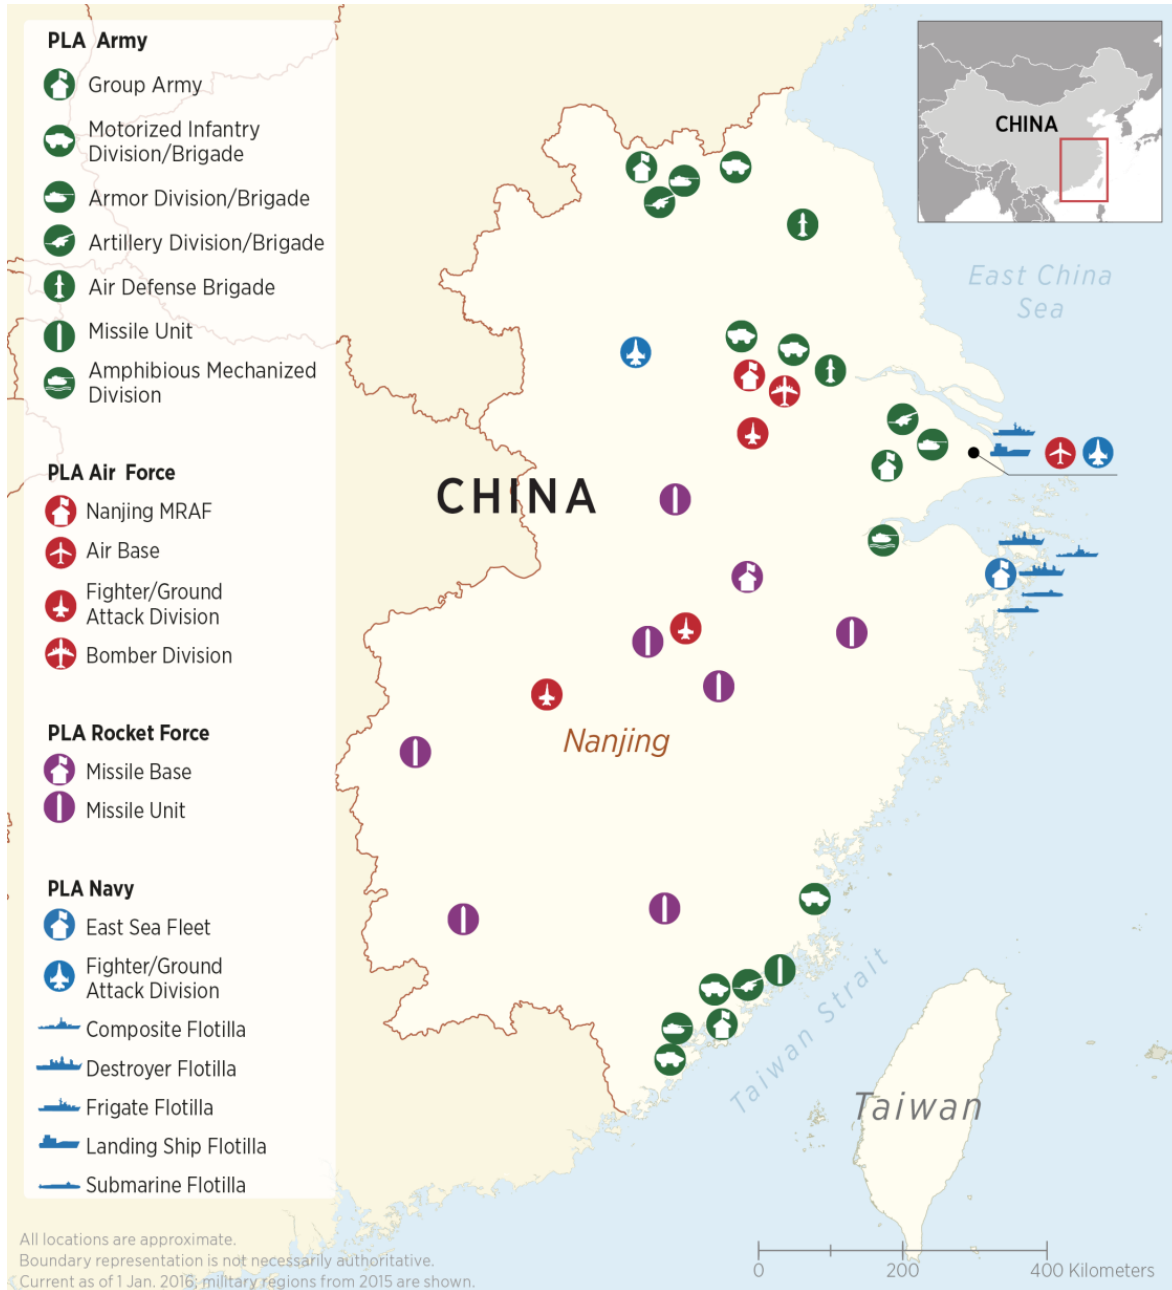 PLA Army
Group Army
Motorized Infantry
Division/Brigade
Armor Division/Brigade
Artillery Division/Brigade
Air Defense Brigade
Missile Unit
Amphibious Mechanized
Division
PLA Air Force
Nanjing MRAF
Air Base
Fighter/Ground
Attack Division
Bomber Division
PLA Rocket Force
Missile Base
Missile Unit
PLA Navy
East Sea Fleet
Fighter/Ground
Attack Division
Composite Flotilla
Destroyer Flotilla
Frigate Flotilla
Landing Ship Flotilla
Submarine Flotilla
All locations are approximate.
Boundary representation is not necessarily authoritative.
Current as of 1 Jan. 2016; military regions from 2015 are shown.
CHINA
East China
Sea
CHINA
Nanjing
Taiwan Strait
Taiwan
0 200 400 Kilometers